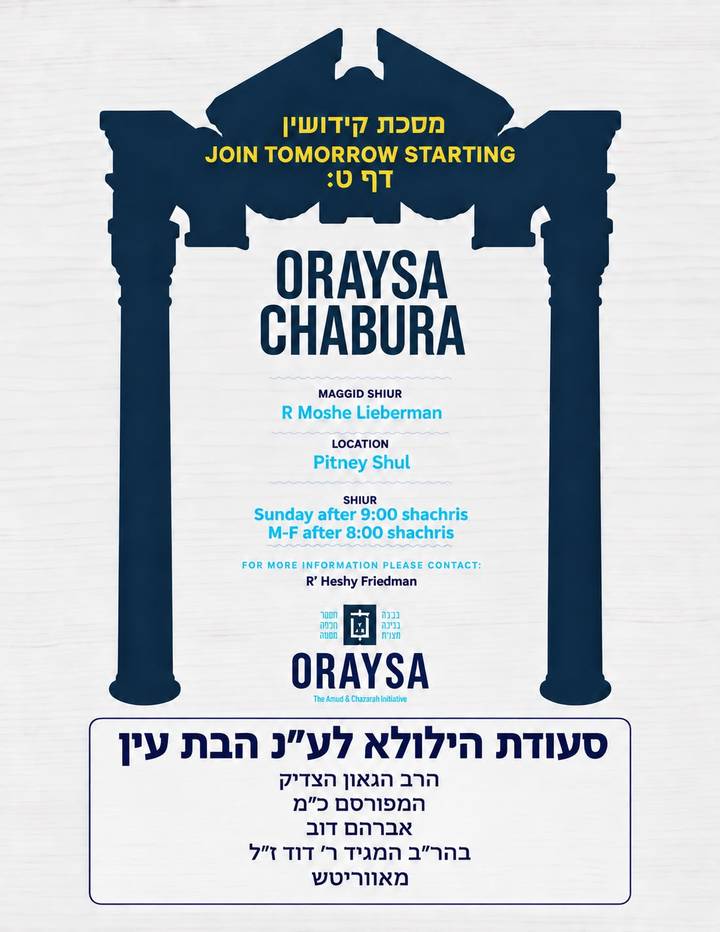 מסכת קידושין
JOIN TOMORROW STARTING
דף ט:
ORAYSA
CHABURA
MAGGID SHIUR
R Moshe Lieberman
LOCATION
Pitney Shul
SHIUR
Sunday after 9:00 shachris
M-F after 8:00 shachris
FOR MORE INFORMATION PLEASE CONTACT:
R' Heshy Friedman
ORAYSA
The Amud & Chazarah Initiative
סעודת הילולא לע"נ הבת עין
הרב הגאון הצדיק
המפורסם כ"מ
אברהם דוב
בהר"ב המגיד ר' דוד ז"ל
מאווריטש